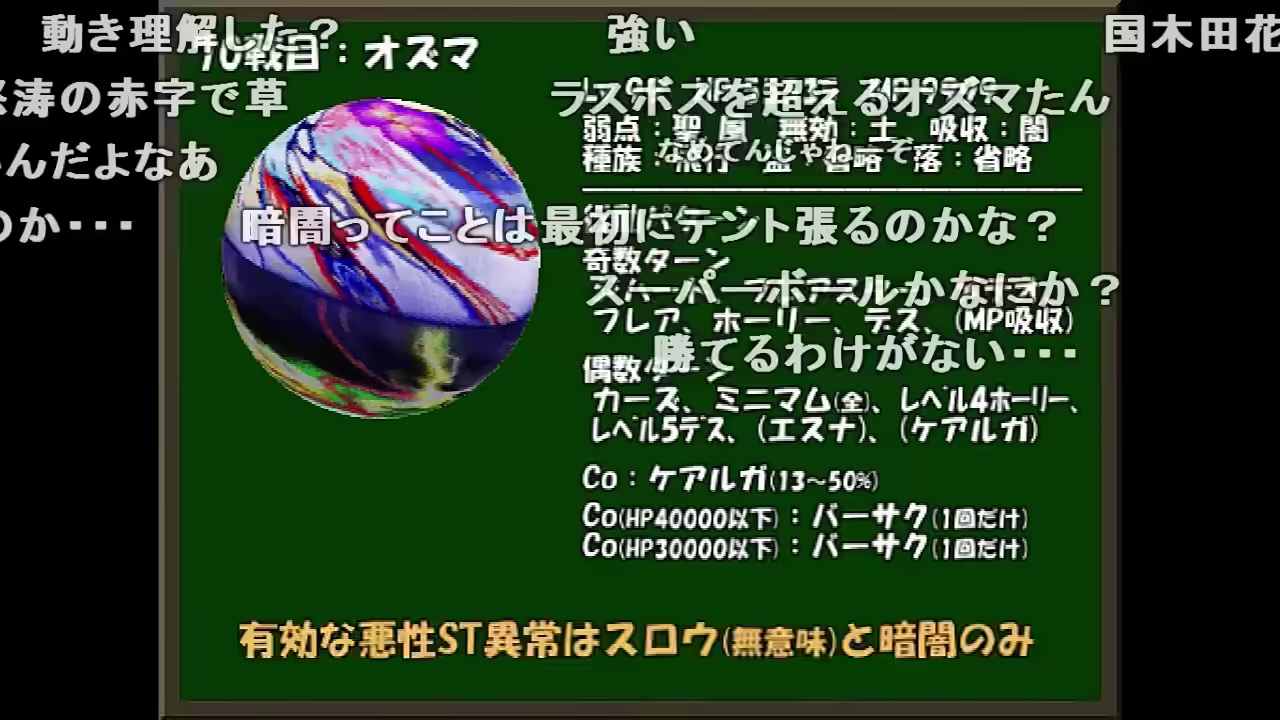 動き理解した？
強い
国木田花
70戦目：オズマ
怒涛の赤字で草
ラスボスを超えるオズマたん
弱点：聖 風　無効：土　吸収：闇
んだよなあ
なめてんじゃねーぞ
種族：飛行　盗：省略　落：省略
のか・・・
暗闇ってことは最初にテント張るのかな？
奇数ターン
スーパーボールかなにか？
フレア、ホーリー、デス、(MP吸収)
勝てるわけがない・・・
偶数ターン
カーズ、ミニマム(全)、レベル4ホーリー、
レベル5デス、(エスナ)、(ケアルガ)
Co：ケアルガ(13～50%)
Co(HP40000以下)：バーサク(1回だけ)
Co(HP30000以下)：バーサク(1回だけ)
有効な悪性ST異常はスロウ(無意味)と暗闇のみ